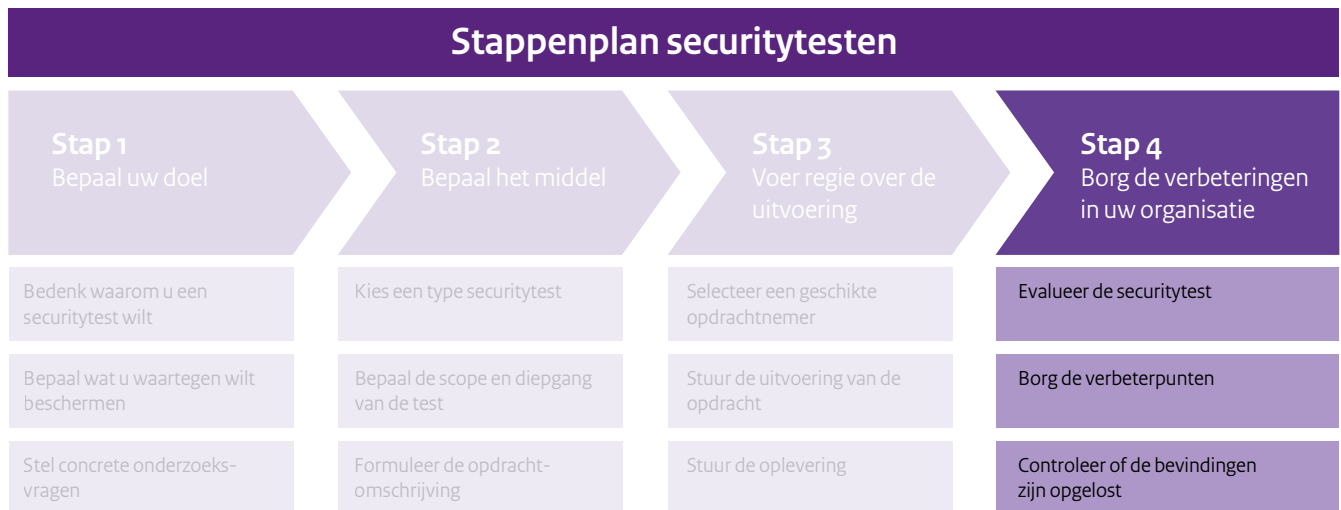 Stappenplan securitytesten
Stap 1
Bepaal uw doel
Bedenk waarom u een
securitytest wilt
Bepaal wat u waartegen wilt
beschermen
Stel concrete onderzoeks-
vragen
Stap 2
Bepaal het middel
Kies een type securitytest
Bepaal de scope en diepgang
van de test
Formuleer de opdracht-
omschrijving
Stap 3
Voer regie over de
uitvoering
Selecteer een geschikte
opdrachtnemer
Stuur de uitvoering van de
opdracht
Stuur de oplevering
Stap 4
Borg de verbeteringen
in uw organisatie
Evalueer de securitytest
Borg de verbeterpunten
Controleer of de bevindingen
zijn opgelost